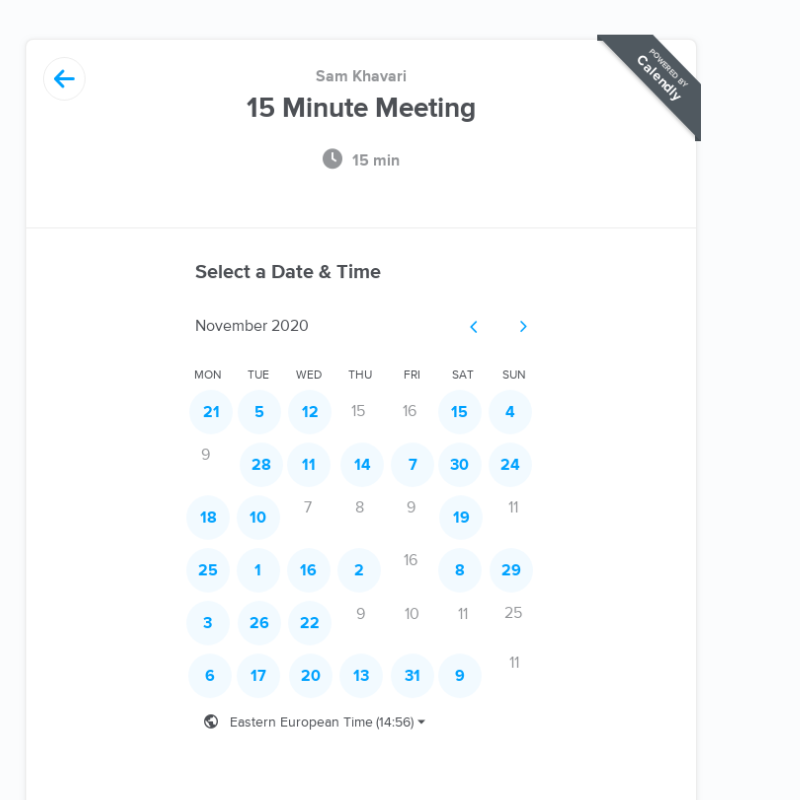 POWERED BY
Calendly
Sam Khavari
15 Minute Meeting
15 min
Select a Date & Time
November 2020
MON TUE WED THU FRI SAT SUN
21 5 12 15 16 15 4
9 28 11 14 7 30 24
18 10 7 8 9 19 11
25 1 16 2 16 8 29
3 26 22 9 10 11 25
6 17 20 13 31 9 11
Eastern European Time (14:56)